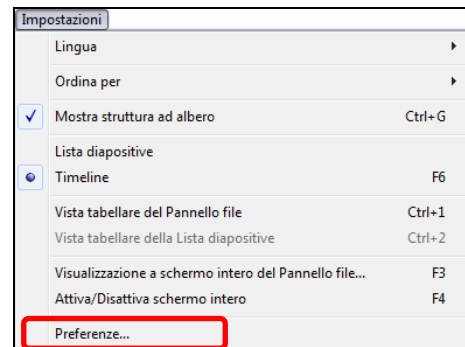 Impostazioni
Lingua
Ordina per
Mostra struttura ad albero Ctrl+G
Lista diapositive
Timeline F6
Vista tabellare del Pannello file Ctrl+1
Vista tabellare della Lista diapositive Ctrl+2
Visualizzazione a schermo intero del Pannello file... F3
Attiva/Disattiva schermo intero F4
Preferenze...